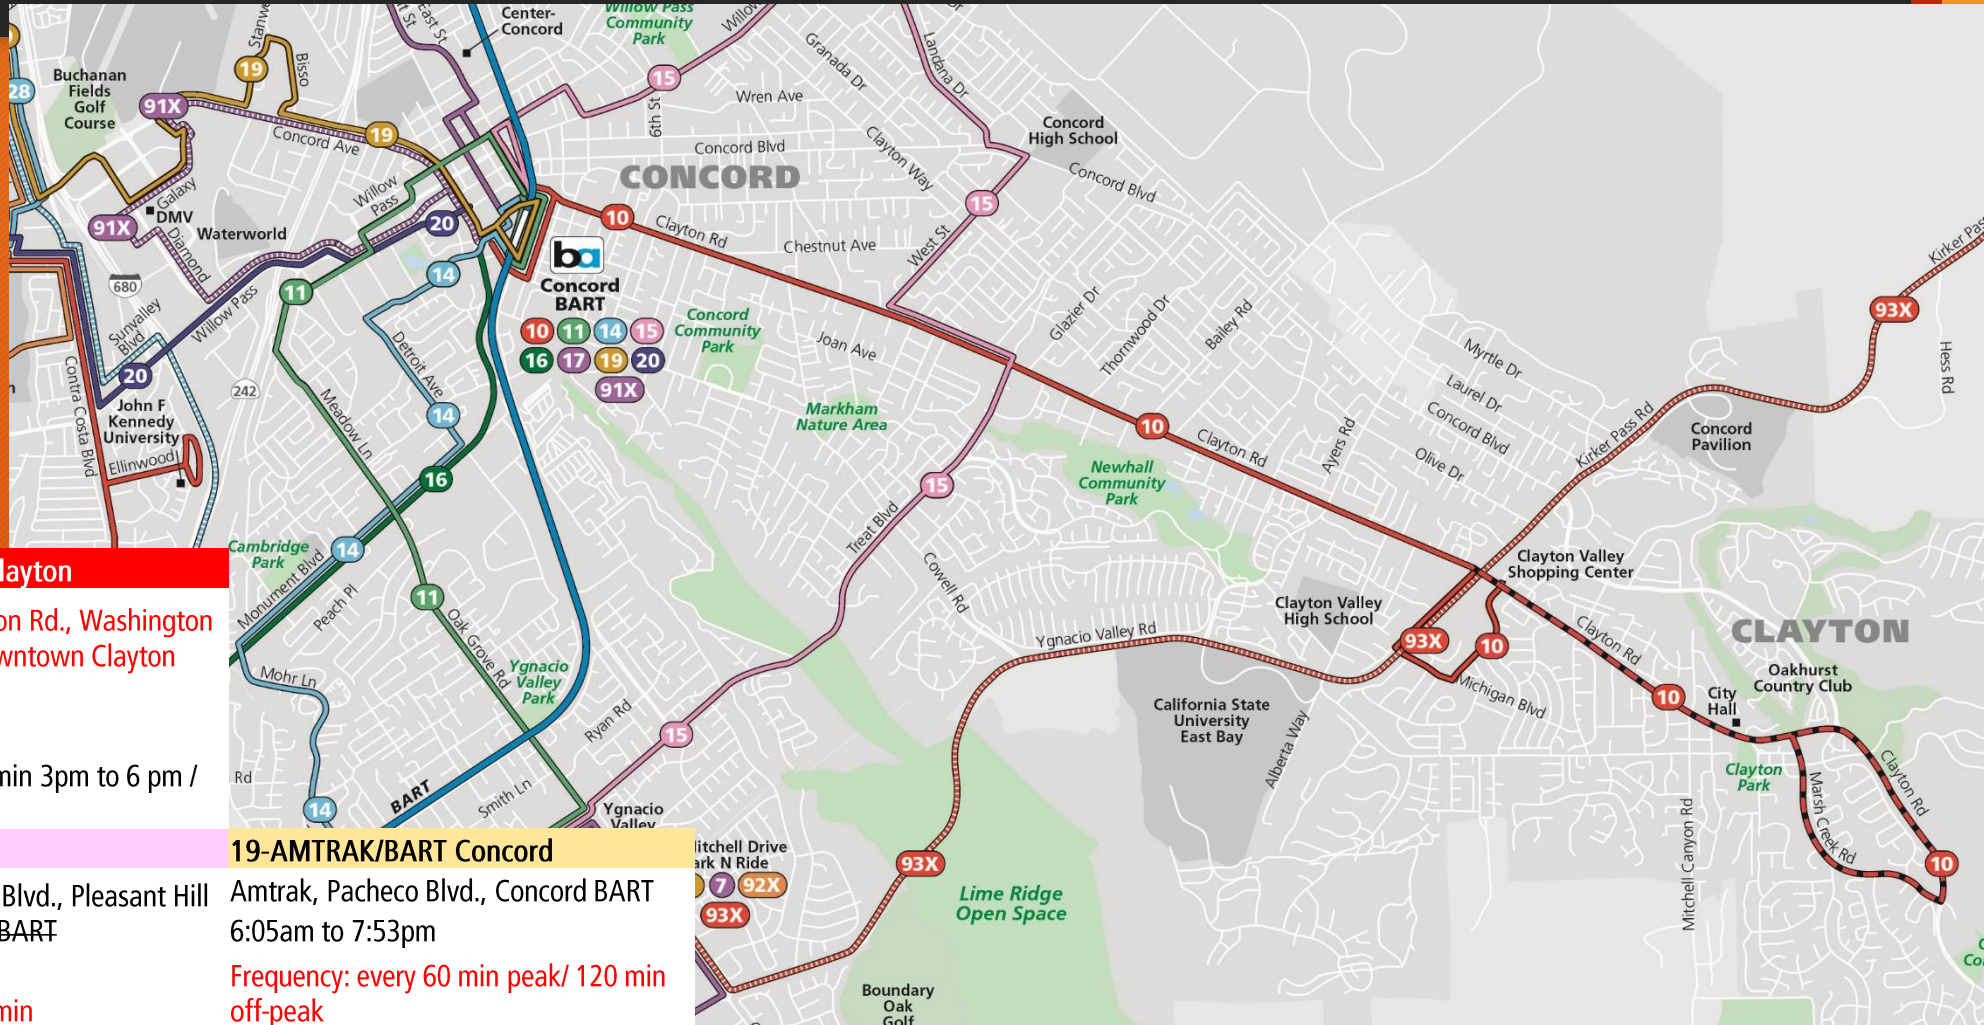 Center-
Concord
Willow Pass
Community
Park
East St
Bisso
Buchanan
Fields
Golf
Course
28
19
91X
19
Concord Ave
15
6th St
Wren Ave
Granada Dr
Landana Dr
Concord
High School
Concord Blvd
Clayton Way
Concord Blvd
CONCORD
Willow
Pass
Galaxy
DMV
91X
Diamond
Waterworld
20
10
Clayton Rd
Chestnut Ave
West St
15
Kirker Pas
14
ba
Concord
BART
10 11 14 15
16 17 19 20
91X
680
11
Sunvalley
Blvd
Willow Pass
Concord
Community
Park
Joan Ave
Glazier Dr
Thornwood Dr
Bailey Rd
93X
Hess Rd
Myrtle Dr
Laurel Dr
Concord Blvd
Olive Dr
20
242
Contra Costa Blvd
Detroit Ave
Meadow Ln
14
John F
Kennedy
University
Ellinwood
Markham
Nature Area
10
Clayton Rd
Ayers Rd
Kirker Pass Rd
Concord
Pavilion
16
Newhall
Community
Park
15
Treat Blvd
Cambridge
Park
14
Monument Blvd
Peach Pl
Cowell Rd
Clayton Valley
Shopping Center
11
Oak Grove Rd
Clayton Valley
High School
Ygnacio Valley Rd
93X
10
Clayton Rd
CLAYTON
Oakhurst
Country Club
Mohr Ln
Ygnacio
Valley
Park
Michigan Blvd
10
City
Hall
Ryan Rd
15
California State
University
East Bay
Alberta Way
Clayton
Park
Clayton Rd
Marsh Creek Rd
10
Mitchell Canyon Rd
Rd
14
BART
Smith Ln
Ygnacio
Valley
itchell Drive
ark N Ride
7 92X
93X
93X
Lime Ridge
Open Space
Boundary
Oak
Golf
layton
on Rd., Washington
wntown Clayton
min 3pm to 6 pm /
Blvd., Pleasant Hill
BART
min
19-AMTRAK/BART Concord
Amtrak, Pacheco Blvd., Concord BART
6:05am to 7:53pm
Frequency: every 60 min peak/ 120 min
off-peak